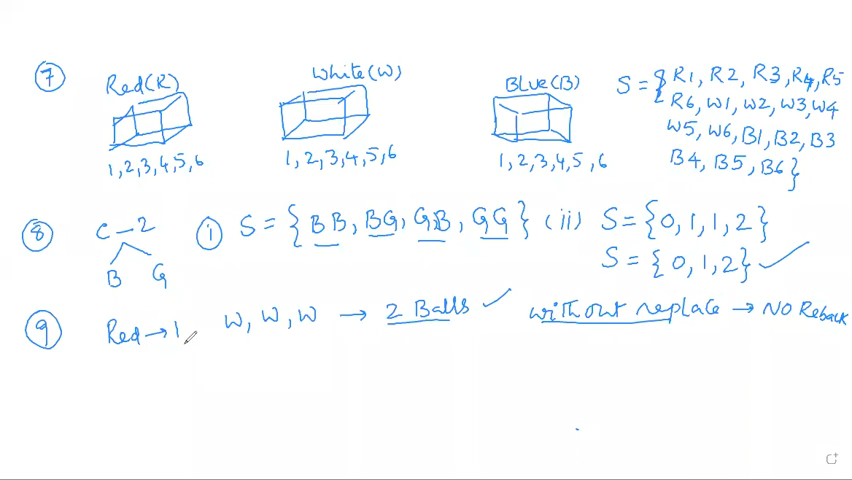 7 Red(R) White(W) Blue(B) S = { R1, R2, R3, R4, R5
R6, W1, W2, W3, W4
W5, W6, B1, B2, B3
B4, B5, B6 }
1,2,3,4,5,6 1,2,3,4,5,6 1,2,3,4,5,6
8 C – 2 (i) S = { BB, BG, GB, GG } (ii) S = {0, 1, 1, 2}
B G S = {0, 1, 2} ✓
9 Red → 1, W, W, W → 2 Balls ✓ without replace → NO Reback